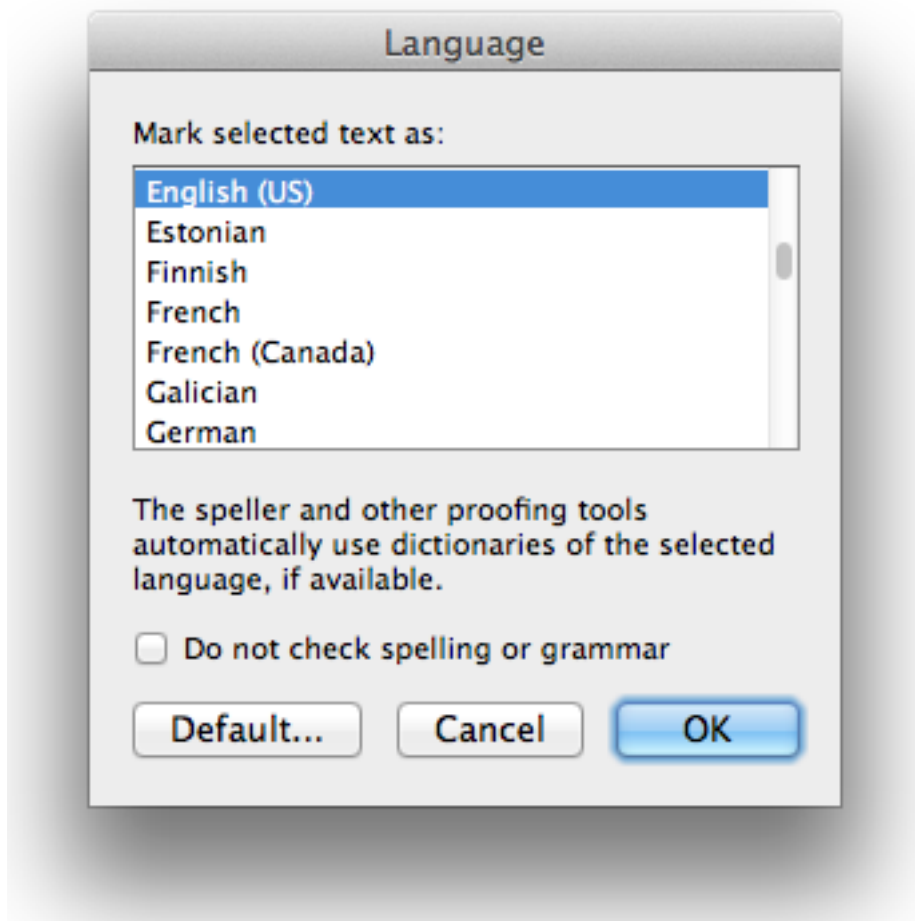 Language
Mark selected text as:
English (US)
Estonian
Finnish
French
French (Canada)
Galician
German
The speller and other proofing tools
automatically use dictionaries of the selected
language, if available.
Do not check spelling or grammar
Default... Cancel OK